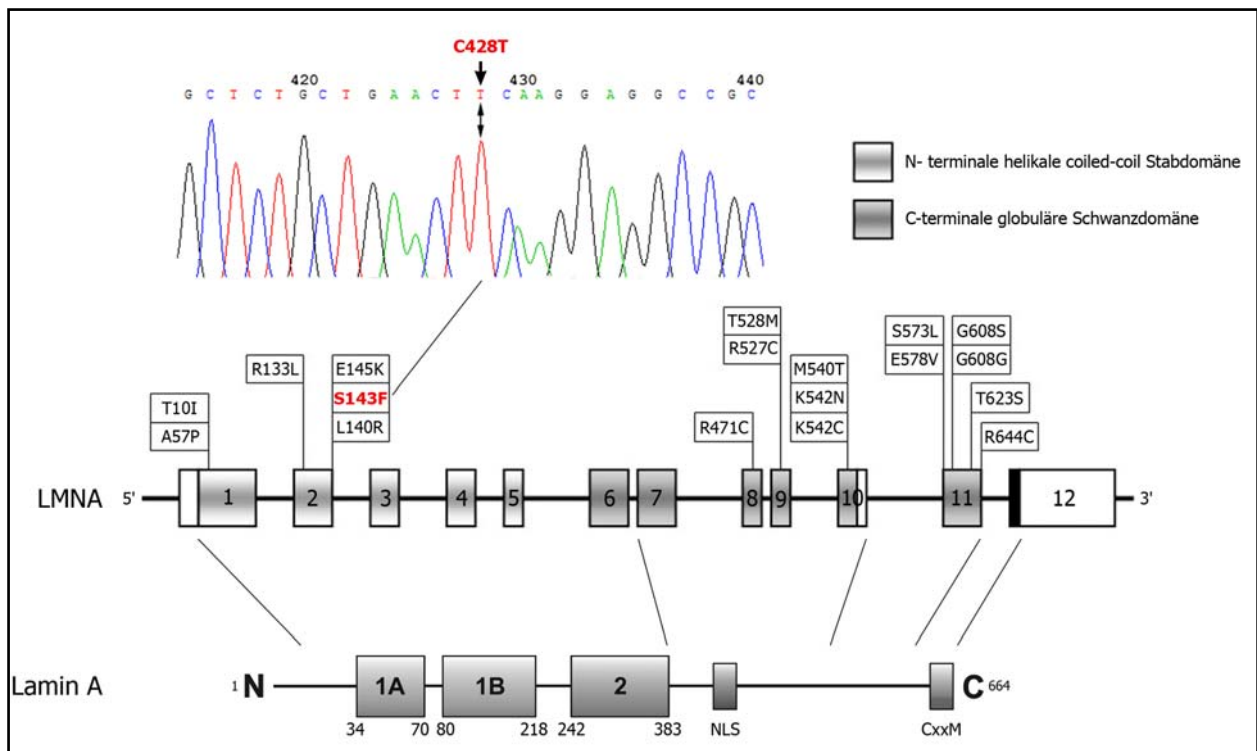 C428T
420 430 440
G C T C T G C T G A A C T T C A A G G A G G C C G C
N- terminale helikale coiled-coil Stabdomäne
C-terminale globuläre Schwanzdomäne
T528M
R527C
S573L
E578V
G608S
G608G
R133L
E145K
S143F
L140R
M540T
K542N
K542C
T10I
A57P
R471C
T623S
R644C
LMNA 5' 1 2 3 4 5 6 7 8 9 10 11 12 3'
Lamin A 1 N 1A 1B 2 C 664
34 70 80 218 242 383 NLS CxxM